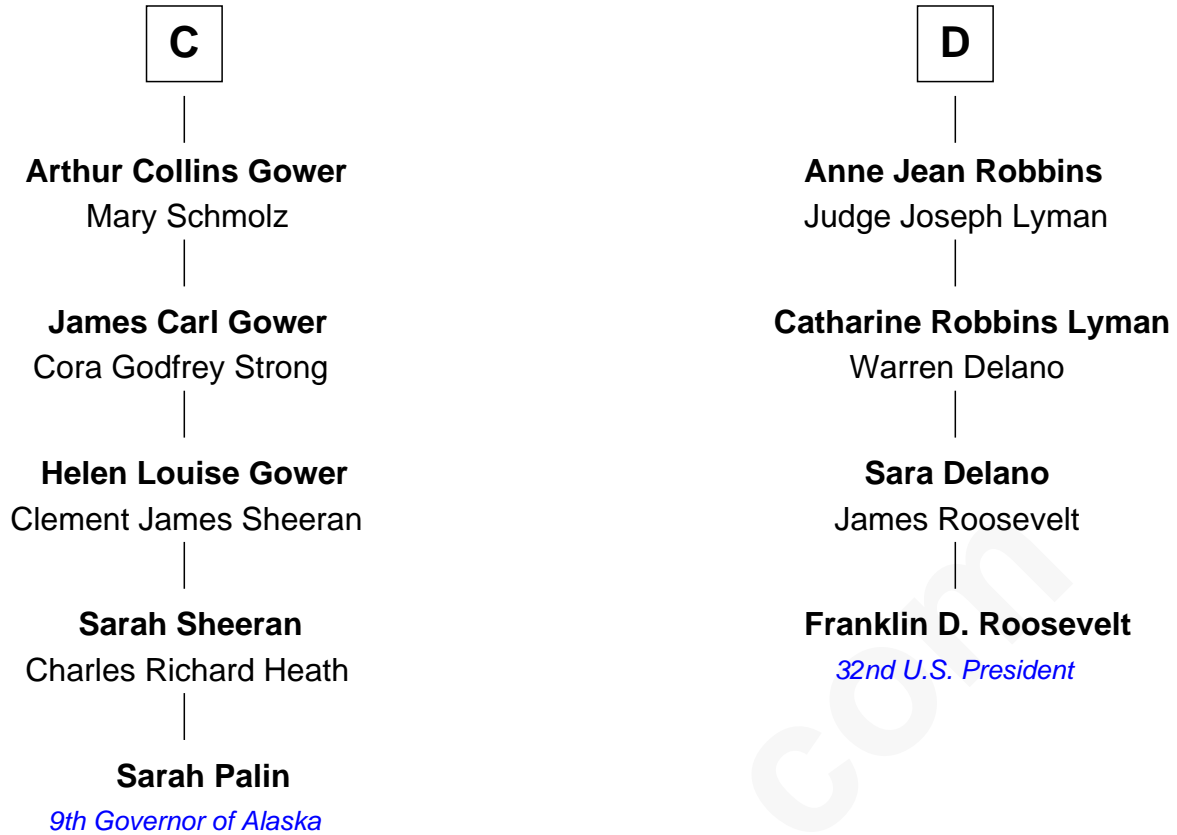 C
Arthur Collins Gower
Mary Schmolz
James Carl Gower
Cora Godfrey Strong
Helen Louise Gower
Clement James Sheeran
Sarah Sheeran
Charles Richard Heath
Sarah Palin
9th Governor of Alaska
D
Anne Jean Robbins
Judge Joseph Lyman
Catharine Robbins Lyman
Warren Delano
Sara Delano
James Roosevelt
Franklin D. Roosevelt
32nd U.S. President
com